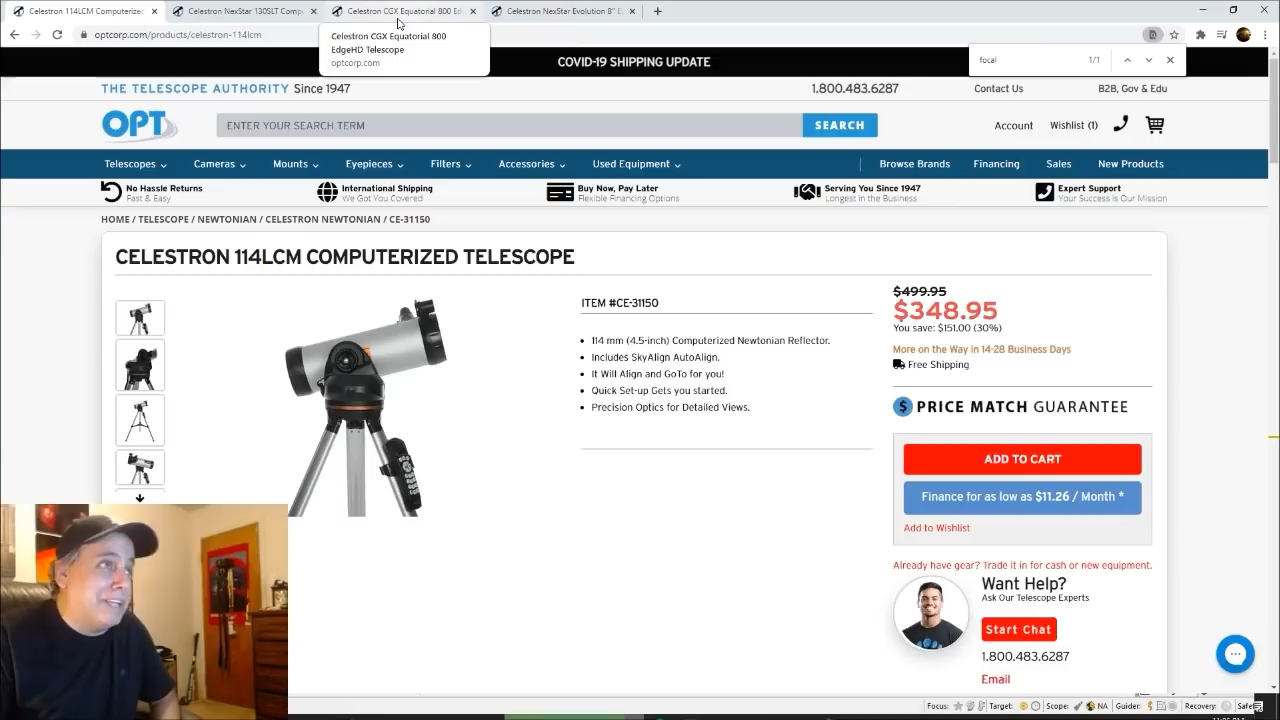 Celestron 114LCM Computerized
Celestron NexStar 130SLT Compu
Celestron CGX Equatorial 800 Ed
Celestron NexStar Evolution 8" E
optcorp.com/products/celestron-114lcm
Celestron CGX Equatorial 800
EdgeHD Telescope
optcorp.com
focal
1/1
COVID-19 SHIPPING UPDATE
THE TELESCOPE AUTHORITY Since 1947
1.800.483.6287
Contact Us
B2B, Gov & Edu
OPT
ENTER YOUR SEARCH TERM
SEARCH
Account
Wishlist (1)
Telescopes
Cameras
Mounts
Eyepieces
Filters
Accessories
Used Equipment
Browse Brands
Financing
Sales
New Products
No Hassle Returns
Fast & Easy
International Shipping
We Got You Covered
Buy Now, Pay Later
Flexible Financing Options
Serving You Since 1947
Longest in the Business
Expert Support
Your Success is Our Mission
HOME / TELESCOPE / NEWTONIAN / CELESTRON NEWTONIAN / CE-31150
CELESTRON 114LCM COMPUTERIZED TELESCOPE
ITEM #CE-31150
114 mm (4.5-inch) Computerized Newtonian Reflector.
Includes SkyAlign AutoAlign.
It Will Align and GoTo for you!
Quick Set-up Gets you started.
Precision Optics for Detailed Views.
$499.95
$348.95
You save: $151.00 (30%)
More on the Way in 14-28 Business Days
Free Shipping
PRICE MATCH GUARANTEE
ADD TO CART
Finance for as low as $11.26 / Month *
Add to Wishlist
Already have gear? Trade it in for cash or new equipment.
Want Help?
Ask Our Telescope Experts
Start Chat
1.800.483.6287
Email
Focus:
Target:
Scope:
NA
Guider:
Recovery:
Safe